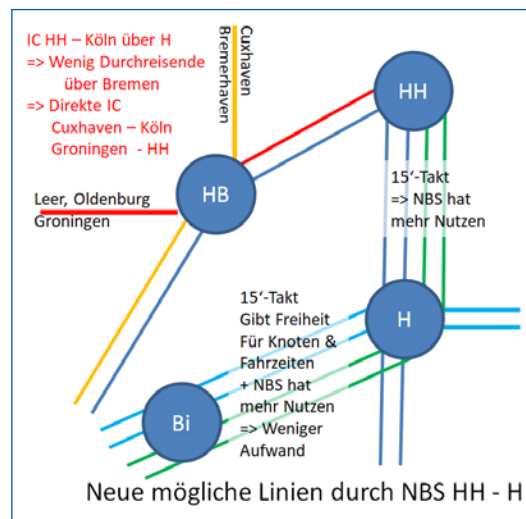 IC HH – Köln über H
=> Wenig Durchreisende
über Bremen
=> Direkte IC
Cuxhaven – Köln
Groningen - HH
Cuxhaven
Bremerhaven
HH
Leer, Oldenburg
Groningen
HB
15‘-Takt
=> NBS hat
mehr Nutzen
15‘-Takt
Gibt Freiheit
Für Knoten &
Fahrzeiten
+ NBS hat
mehr Nutzen
=> Weniger
Aufwand
H
Bi
Neue mögliche Linien durch NBS HH - H